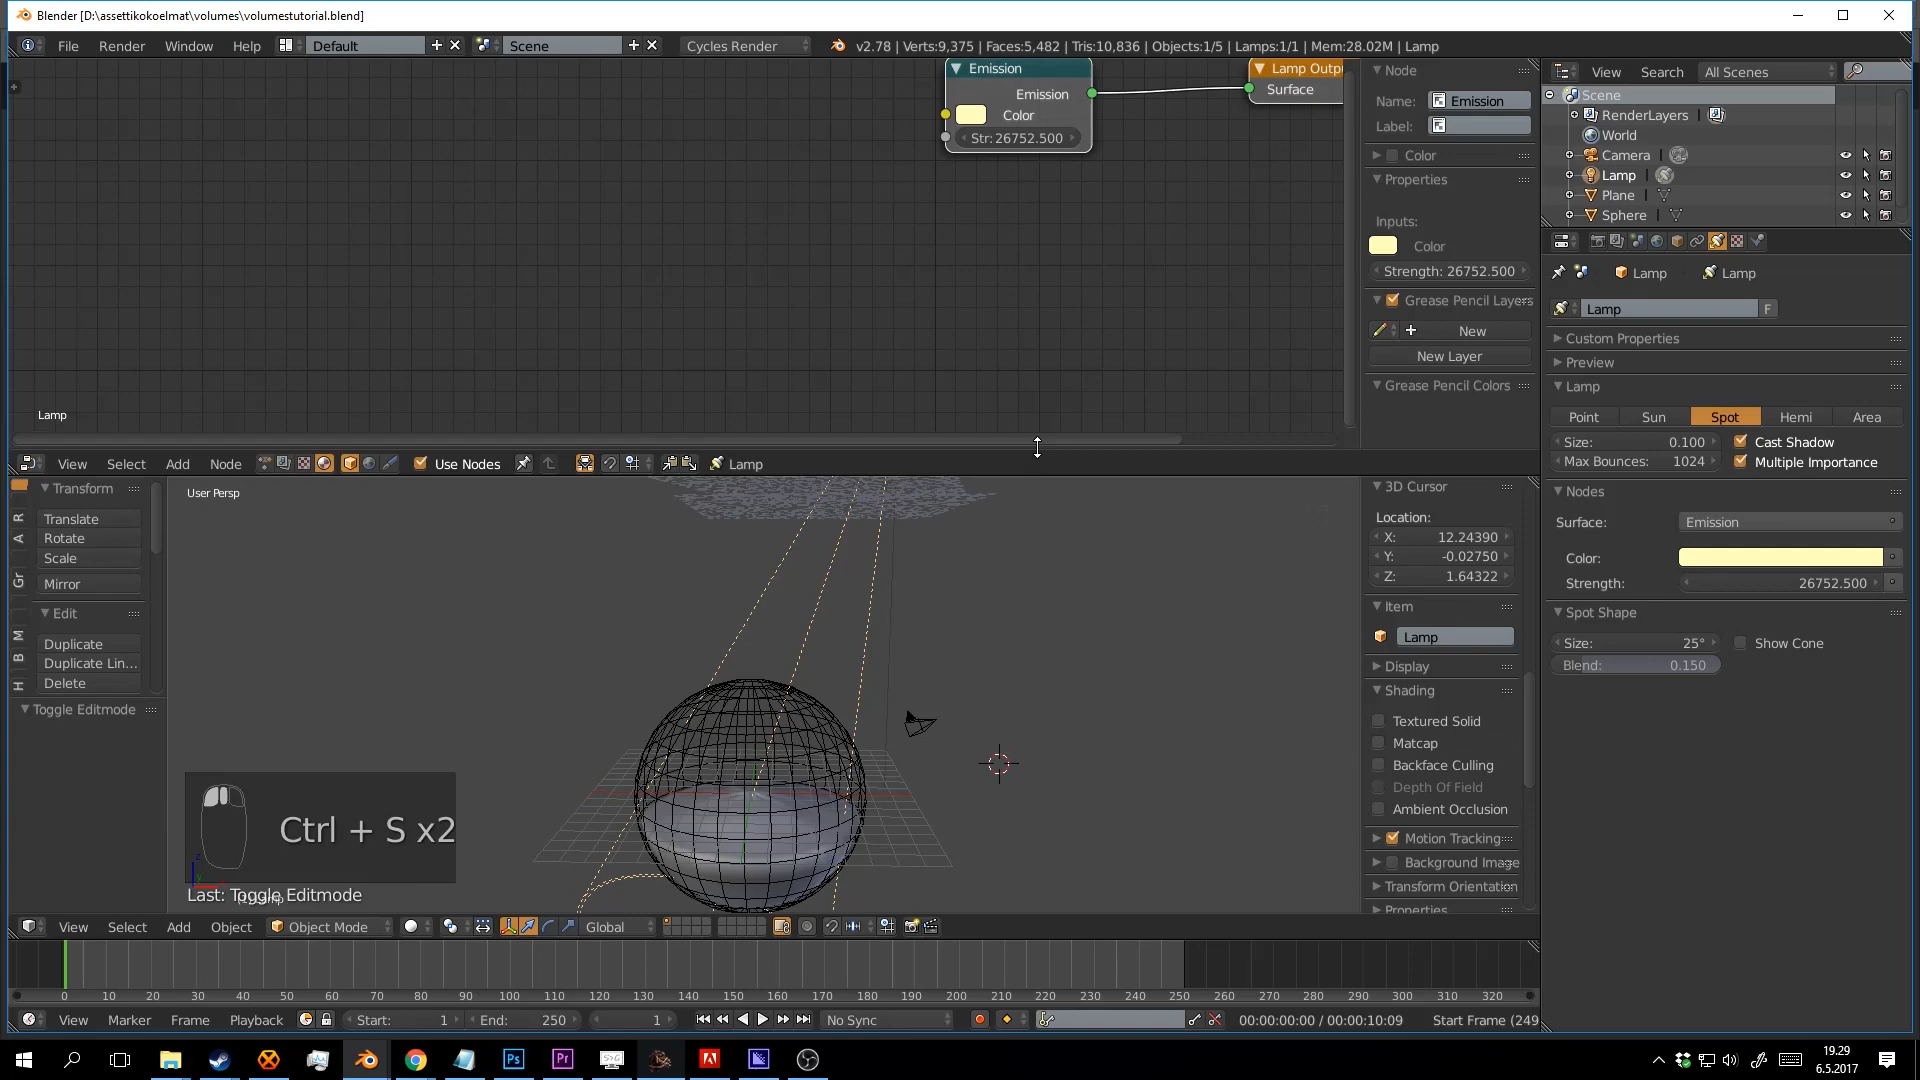 Blender [D:\assettikokoelmat\volumes\volumestutorial.blend]
File Render Window Help Default Scene Cycles Render v2.78 | Verts:9,375 | Faces:5,482 | Tris:10,836 | Objects:1/5 | Lamps:1/1 | Mem:28.02M | Lamp
Emission
Emission
Color
Str: 26752.500
Lamp Outpu
Surface
Lamp
Node
Name: Emission
Label:
Color
Properties
Inputs:
Color
Strength: 26752.500
Grease Pencil Layers
New
New Layer
Grease Pencil Colors
View Search All Scenes
Scene
RenderLayers
World
Camera
Lamp
Plane
Sphere
Lamp Lamp
Lamp F
Custom Properties
Preview
Lamp
Point Sun Spot Hemi Area
Size: 0.100 Cast Shadow
Max Bounces: 1024 Multiple Importance
Nodes
Surface: Emission
Color:
Strength: 26752.500
Spot Shape
Size: 25° Show Cone
Blend: 0.150
View Select Add Node Use Nodes Lamp
Transform
Translate
Rotate
Scale
Mirror
Edit
Duplicate
Duplicate Lin...
Delete
Toggle Editmode
R
A
Gr
M
B
H
User Persp
Ctrl + S x2
Last: Toggle Editmode
3D Cursor
Location:
X: 12.24390
Y: -0.02750
Z: 1.64322
Item
Lamp
Display
Shading
Textured Solid
Matcap
Backface Culling
Depth Of Field
Ambient Occlusion
Motion Tracking
Background Image
Transform Orientation
Properties
View Select Add Object Object Mode Global
0 10 20 30 40 50 60 70 80 90 100 110 120 130 140 150 160 170 180 190 200 210 220 230 240 250 260 270 280 290 300 310 320
View Marker Frame Playback Start: 1 End: 250 1 No Sync 00:00:00:00 / 00:00:10:09 Start Frame (249
Ps Pr
19.29
6.5.2017